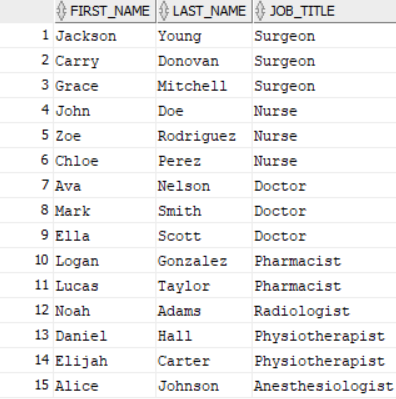 FIRST_NAME LAST_NAME JOB_TITLE
1 Jackson Young Surgeon
2 Carry Donovan Surgeon
3 Grace Mitchell Surgeon
4 John Doe Nurse
5 Zoe Rodriguez Nurse
6 Chloe Perez Nurse
7 Ava Nelson Doctor
8 Mark Smith Doctor
9 Ella Scott Doctor
10 Logan Gonzalez Pharmacist
11 Lucas Taylor Pharmacist
12 Noah Adams Radiologist
13 Daniel Hall Physiotherapist
14 Elijah Carter Physiotherapist
15 Alice Johnson Anesthesiologist